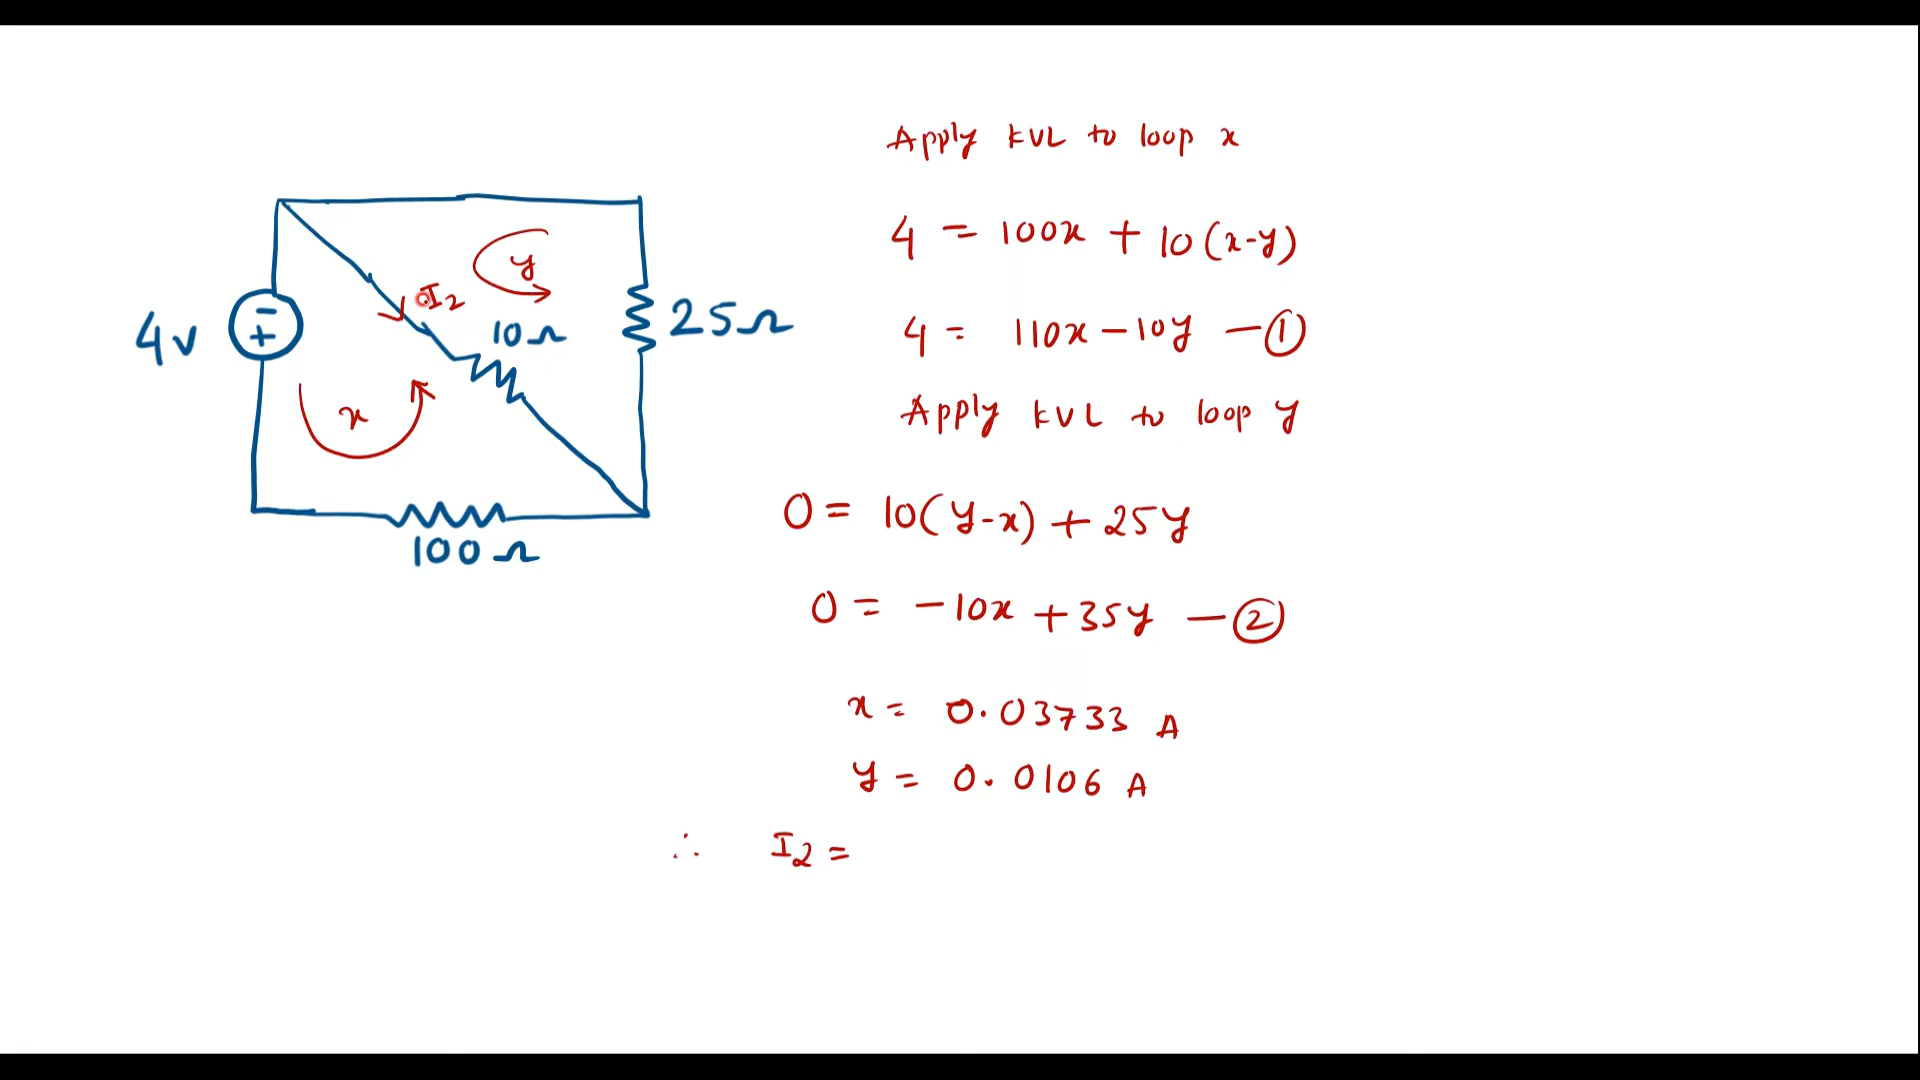 Apply KVL to loop x
4 = 100x + 10(x-y)
4 = 110x - 10y - ①
Apply KVL to loop y
0 = 10(y-x) + 25y
0 = -10x + 35y - ②
x = 0.03733 A
y = 0.0106 A
∴ I2 =
4v
- +
I2
10Ω
25Ω
y
x
100Ω